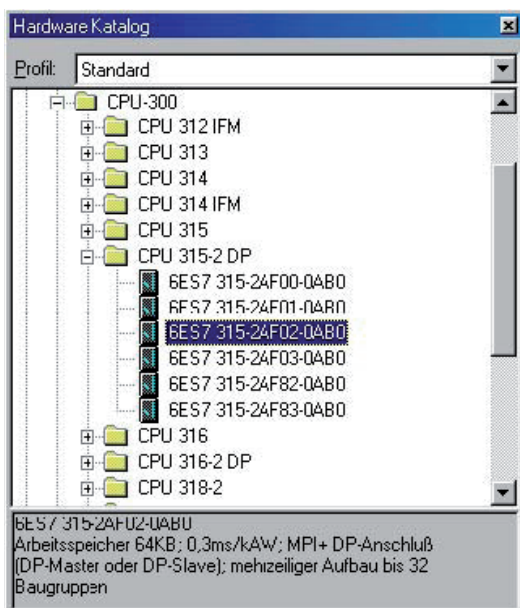 Hardware Katalog
Profil: Standard
CPU-300
CPU 312 IFM
CPU 313
CPU 314
CPU 314 IFM
CPU 315
CPU 315-2 DP
6ES7 315-2AF00-0AB0
6ES7 315-2AF01-0AB0
6ES7 315-2AF02-0AB0
6ES7 315-2AF03-0AB0
6ES7 315-2AF82-0AB0
6ES7 315-2AF83-0AB0
CPU 316
CPU 316-2 DP
CPU 318-2
6ES7 315-2AF02-0AB0
Arbeitsspeicher 64KB; 0,3ms/kAW; MPI+ DP-Anschluß
(DP-Master oder DP-Slave); mehrzeiliger Aufbau bis 32
Baugruppen